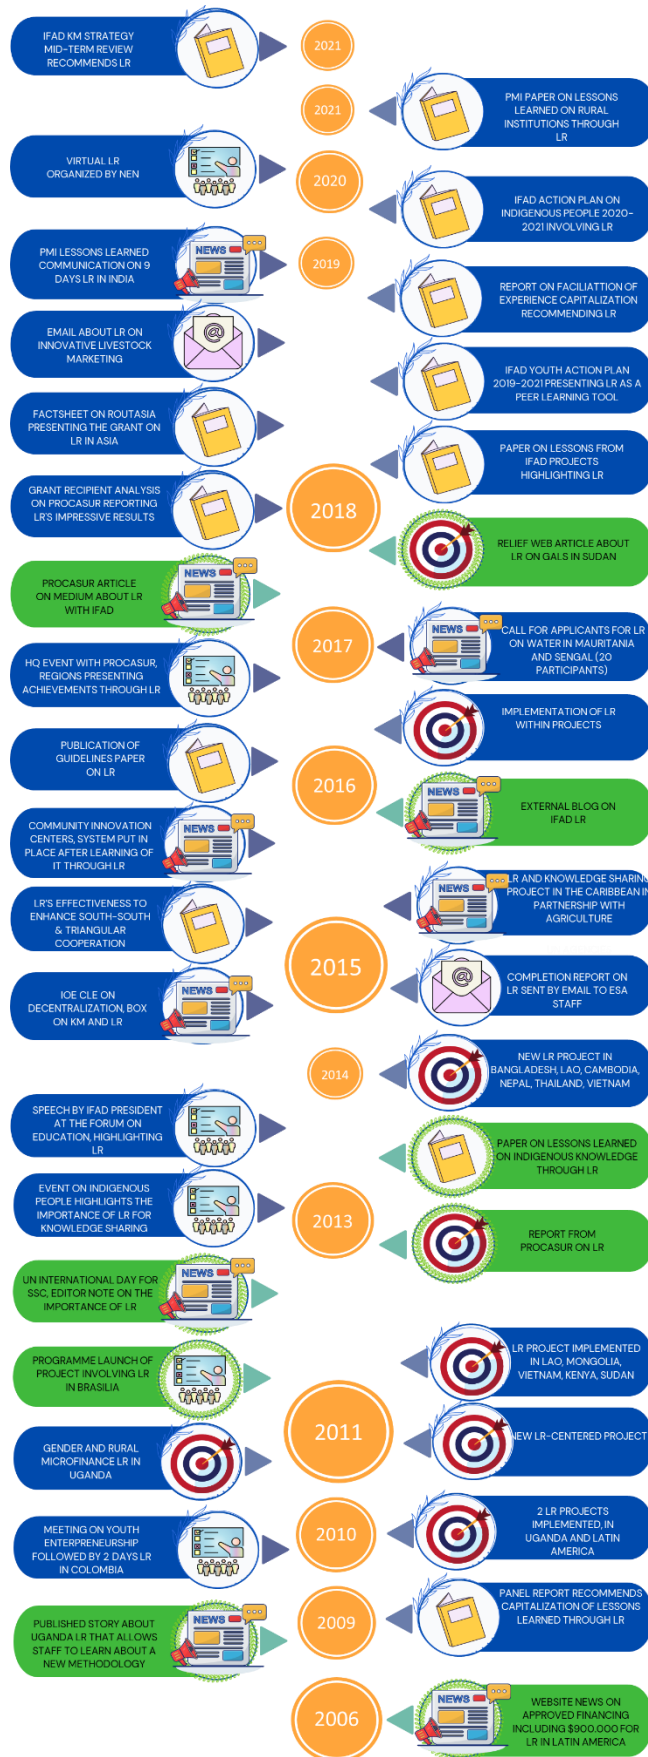 IFAD KM STRATEGY
MID-TERM REVIEW
RECOMMENDS LR
2021
2021
PMI PAPER ON LESSONS
LEARNED ON RURAL
INSTITUTIONS THROUGH
LR
VIRTUAL LR
ORGANIZED BY NEN
2020
IFAD ACTION PLAN ON
INDIGENOUS PEOPLE 2020-
2021 INVOLVING LR
PMI LESSONS LEARNED
COMMUNICATION ON 9
DAYS LR IN INDIA
NEWS
2019
REPORT ON FACILIATTION OF
EXPERIENCE CAPITALIZATION
RECOMMENDING LR
EMAIL ABOUT LR ON
INNOVATIVE LIVESTOCK
MARKETING
@
IFAD YOUTH ACTION PLAN
2019-2021 PRESENTING LR AS A
PEER LEARNING TOOL
FACTSHEET ON ROUTASIA
PRESENTING THE GRANT ON
LR IN ASIA
PAPER ON LESSONS FROM
IFAD PROJECTS
HIGHLIGHTING LR
GRANT RECIPIENT ANALYSIS
ON PROCASUR REPORTING
LR'S IMPRESSIVE RESULTS
2018
RELIEF WEB ARTICLE ABOUT
LR ON GALS IN SUDAN
PROCASUR ARTICLE
ON MEDIUM ABOUT LR
WITH IFAD
NEWS
2017
NEWS
CALL FOR APPLICANTS FOR LR
ON WATER IN MAURITANIA
AND SENGAL (20
PARTICIPANTS)
HQ EVENT WITH PROCASUR,
REGIONS PRESENTING
ACHIEVEMENTS THROUGH LR
IMPLEMENTATION OF LR
WITHIN PROJECTS
PUBLICATION OF
GUIDELINES PAPER
ON LR
2016
NEWS
EXTERNAL BLOG ON
IFAD LR
COMMUNITY INNOVATION
CENTERS, SYSTEM PUT IN
PLACE AFTER LEARNING OF
IT THROUGH LR
NEWS
NEWS
LR AND KNOWLEDGE SHARING
PROJECT IN THE CARIBBEAN IN
PARTNERSHIP WITH
AGRICULTURE
LR'S EFFECTIVENESS TO
ENHANCE SOUTH-SOUTH
& TRIANGULAR
COOPERATION
2015
@
COMPLETION REPORT ON
LR SENT BY EMAIL TO ESA
STAFF
IOE CLE ON
DECENTRALIZATION, BOX
ON KM AND LR
NEWS
2014
NEW LR PROJECT IN
BANGLADESH, LAO, CAMBODIA,
NEPAL, THAILAND, VIETNAM
SPEECH BY IFAD PRESIDENT
AT THE FORUM ON
EDUCATION, HIGHLIGHTING
LR
PAPER ON LESSONS LEARNED
ON INDIGENOUS KNOWLEDGE
THROUGH LR
EVENT ON INDIGENOUS
PEOPLE HIGHLIGHTS THE
IMPORTANCE OF LR FOR
KNOWLEDGE SHARING
2013
REPORT FROM
PROCASUR ON LR
UN INTERNATIONAL DAY FOR
SSC, EDITOR NOTE ON THE
IMPORTANCE OF LR
NEWS
LR PROJECT IMPLEMENTED
IN LAO, MONGOLIA,
VIETNAM, KENYA, SUDAN
PROGRAMME LAUNCH OF
PROJECT INVOLVING LR
IN BRASILIA
2011
NEW LR-CENTERED PROJECT
GENDER AND RURAL
MICROFINANCE LR IN
UGANDA
2 LR PROJECTS
IMPLEMENTED, IN
UGANDA AND LATIN
AMERICA
MEETING ON YOUTH
ENTERPRENEURSHIP
FOLLOWED BY 2 DAYS LR
IN COLOMBIA
2010
PANEL REPORT RECOMMENDS
CAPITALIZATION OF LESSONS
LEARNED THROUGH LR
PUBLISHED STORY ABOUT
UGANDA LR THAT ALLOWS
STAFF TO LEARN ABOUT A
NEW METHODOLOGY
NEWS
2009
2006
NEWS
WEBSITE NEWS ON
APPROVED FINANCING
INCLUDING $900.000 FOR
LR IN LATIN AMERICA